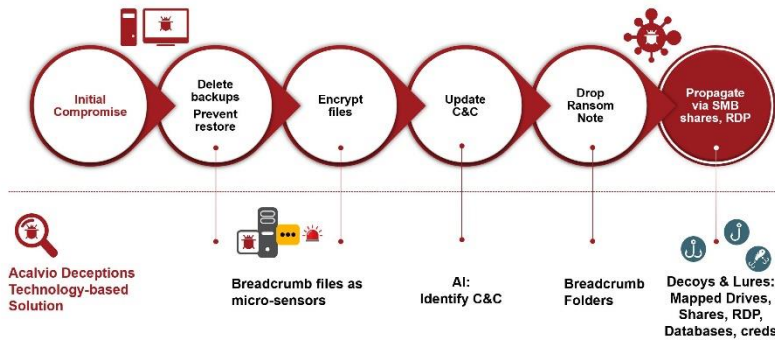 Initial
Compromise
Delete
backups
Prevent
restore
Encrypt
files
Update
C&C
Drop
Ransom
Note
Propagate
via SMB
shares, RDP
Acalvio Deceptions
Technology-based
Solution
Breadcrumb files as
micro-sensors
AI:
Identify C&C
Breadcrumb
Folders
Decoys & Lures:
Mapped Drives,
Shares, RDP,
Databases, creds